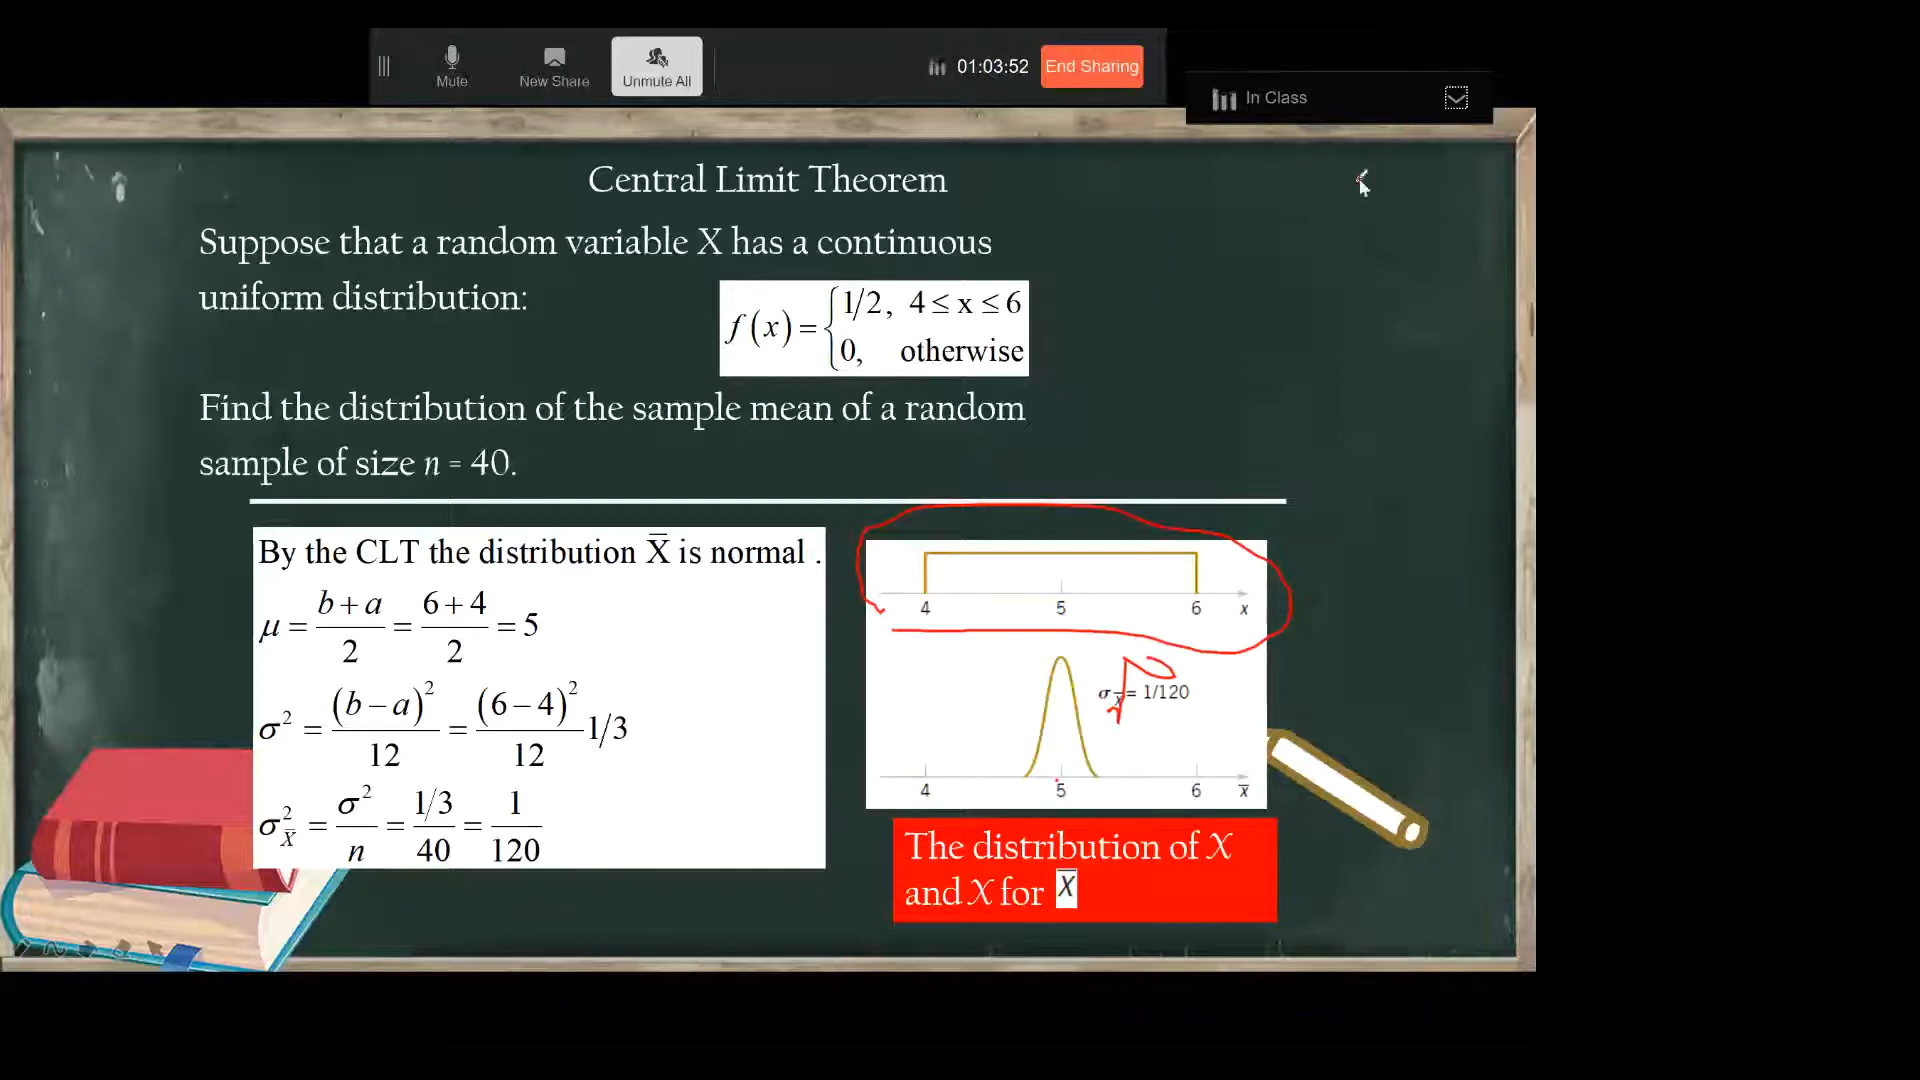 Mute
New Share
Unmute All
01:03:52
End Sharing
In Class
Central Limit Theorem
Suppose that a random variable X has a continuous
uniform distribution:
f(x) = { 1/2, 4 ≤ x ≤ 6
0, otherwise
Find the distribution of the sample mean of a random
sample of size n = 40.
By the CLT the distribution X̅ is normal .
μ = (b+a)/2 = (6+4)/2 = 5
σ² = (b−a)²/12 = (6−4)²/12 1/3
σ²_X̅ = σ²/n = 1/3/40 = 1/120
4 5 6 x
σ_X̅ = 1/120
4 5 6 x̅
The distribution of X
and X for X̅